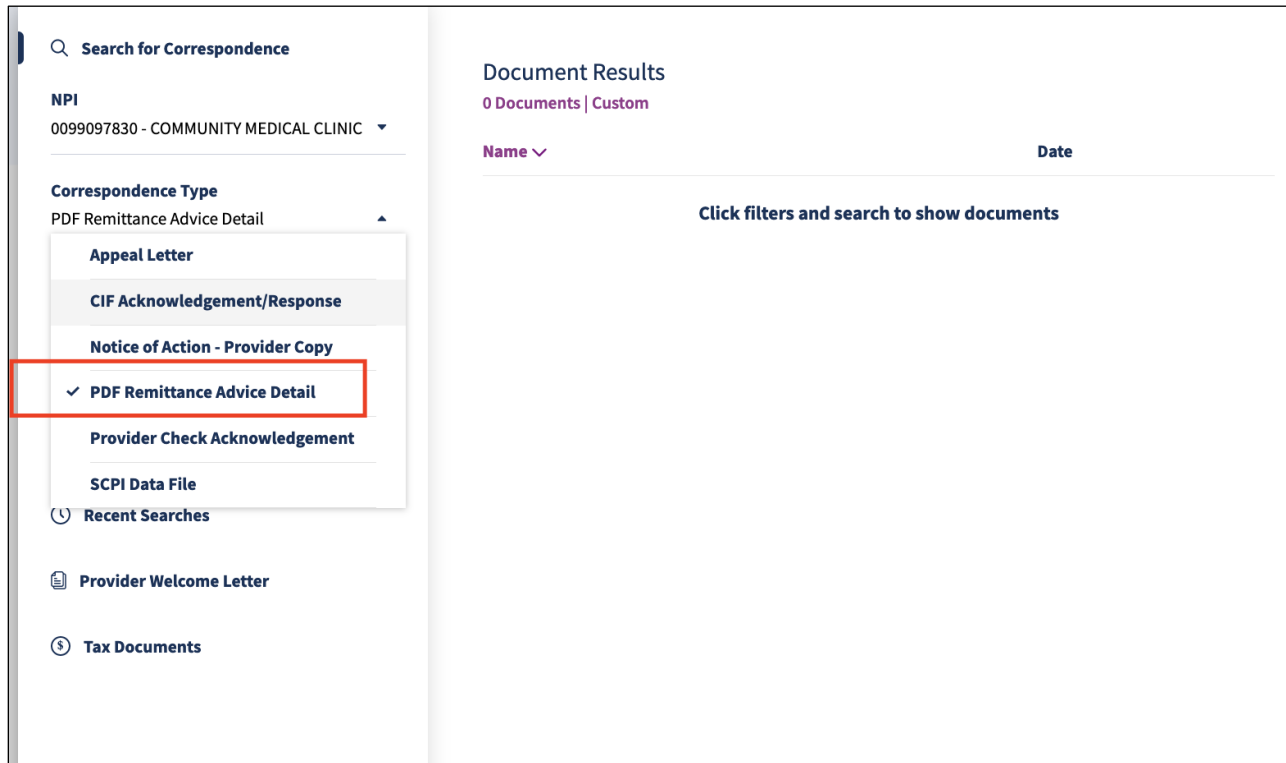 Search for Correspondence
NPI
0099097830 - COMMUNITY MEDICAL CLINIC
Correspondence Type
PDF Remittance Advice Detail
Appeal Letter
CIF Acknowledgement/Response
Notice of Action - Provider Copy
PDF Remittance Advice Detail
Provider Check Acknowledgement
SCPI Data File
Recent Searches
Provider Welcome Letter
Tax Documents
Document Results
0 Documents | Custom
Name Date
Click filters and search to show documents